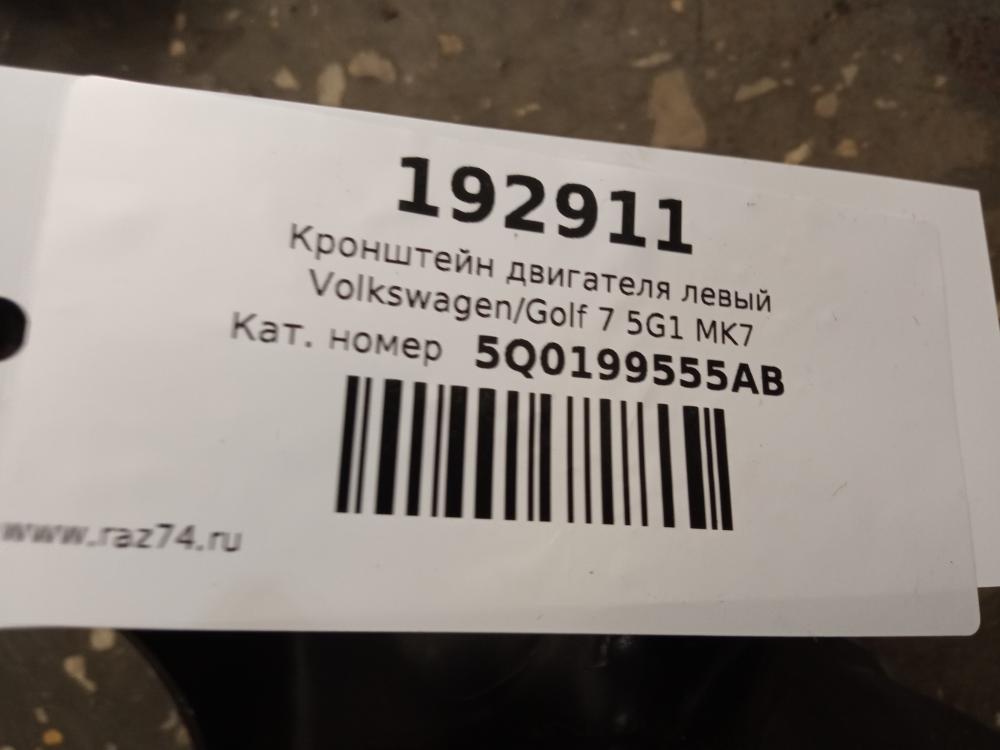 192911
Кронштейн двигателя левый
Volkswagen/Golf 7 5G1 MK7
Кат. номер 5Q0199555AB
www.raz74.ru